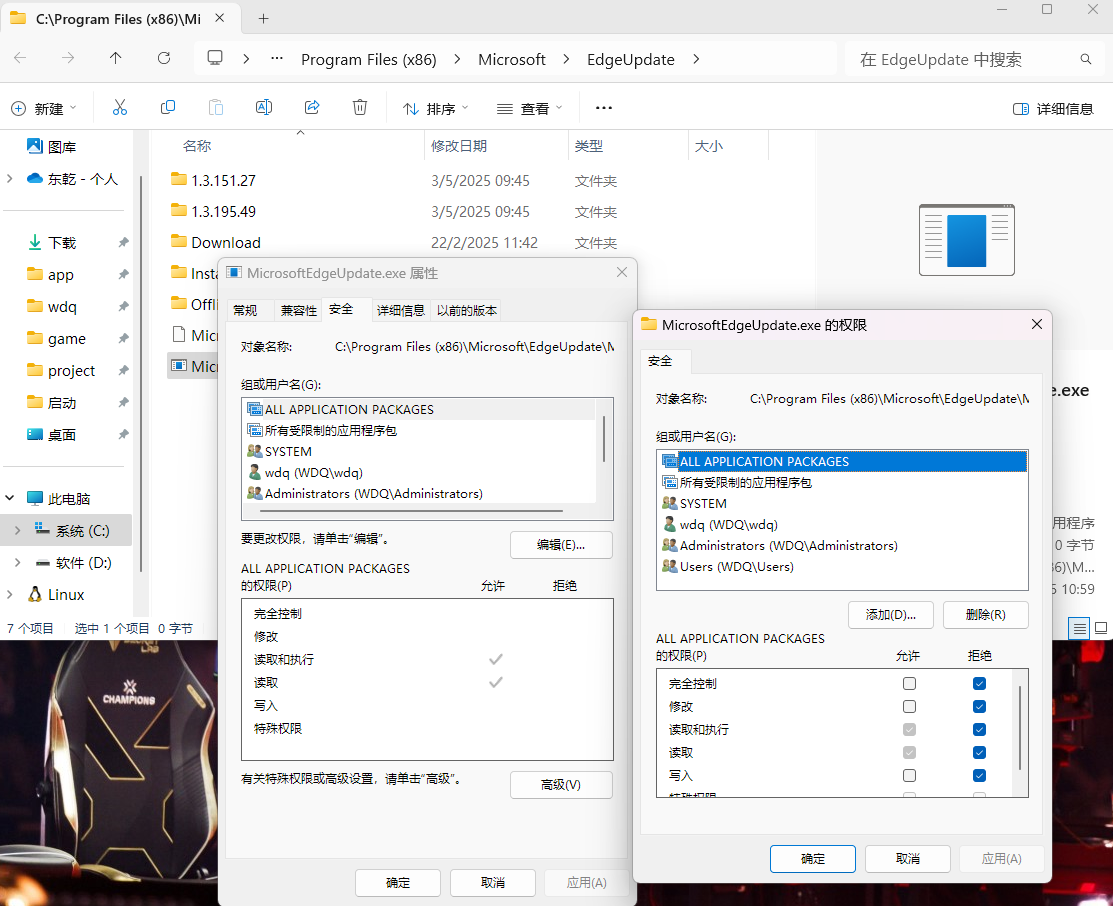 C:\Program Files (x86)\Mi
Program Files (x86)
Microsoft
EdgeUpdate
在 EdgeUpdate 中搜索
新建
排序
查看
详细信息
图库
东乾 - 个人
下载
app
wdq
game
project
启动
桌面
此电脑
系统 (C:)
软件 (D:)
Linux
名称 修改日期 类型 大小
1.3.151.27 3/5/2025 09:45 文件夹
1.3.195.49 3/5/2025 09:45 文件夹
Download 22/2/2025 11:42 文件夹
Insta
Offli
Micr
Micr
7 个项目 选中 1 个项目 0 字节
MicrosoftEdgeUpdate.exe 属性
常规 兼容性 安全 详细信息 以前的版本
对象名称: C:\Program Files (x86)\Microsoft\EdgeUpdate\M
组或用户名(G):
ALL APPLICATION PACKAGES
所有受限制的应用程序包
SYSTEM
wdq (WDQ\wdq)
Administrators (WDQ\Administrators)
要更改权限，请单击"编辑"。
编辑(E)...
ALL APPLICATION PACKAGES
的权限(P) 允许 拒绝
完全控制
修改
读取和执行
读取
写入
特殊权限
有关特殊权限或高级设置，请单击"高级"。
高级(V)
确定 取消 应用(A)
MicrosoftEdgeUpdate.exe 的权限
安全
对象名称: C:\Program Files (x86)\Microsoft\EdgeUpdate\M
组或用户名(G):
ALL APPLICATION PACKAGES
所有受限制的应用程序包
SYSTEM
wdq (WDQ\wdq)
Administrators (WDQ\Administrators)
Users (WDQ\Users)
添加(D)... 删除(R)
ALL APPLICATION PACKAGES
的权限(P) 允许 拒绝
完全控制
修改
读取和执行
读取
写入
特殊权限
确定 取消 应用(A)
e.exe
用程序
0 字节
86)\M...
5 10:59
SECRET
LAB
CHAMPIONS